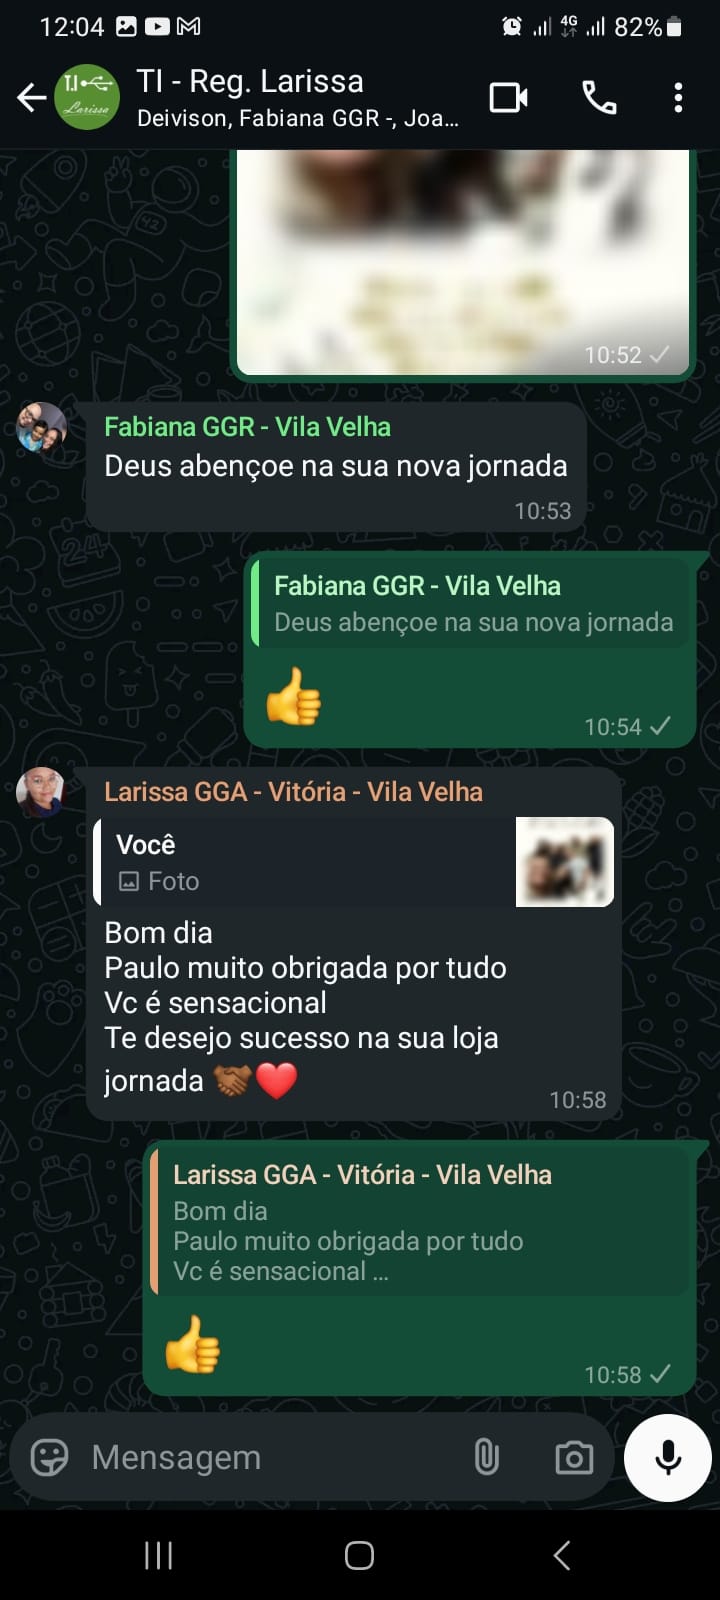 12:04
4G
82%
T.I
Larissa
TI - Reg. Larissa
Deivison, Fabiana GGR -, Joa...
10:52
Fabiana GGR - Vila Velha
Deus abençoe na sua nova jornada
10:53
Fabiana GGR - Vila Velha
Deus abençoe na sua nova jornada
10:54
Larissa GGA - Vitória - Vila Velha
Você
Foto
Bom dia
Paulo muito obrigada por tudo
Vc é sensacional
Te desejo sucesso na sua loja
jornada
10:58
Larissa GGA - Vitória - Vila Velha
Bom dia
Paulo muito obrigada por tudo
Vc é sensacional ...
10:58
Mensagem